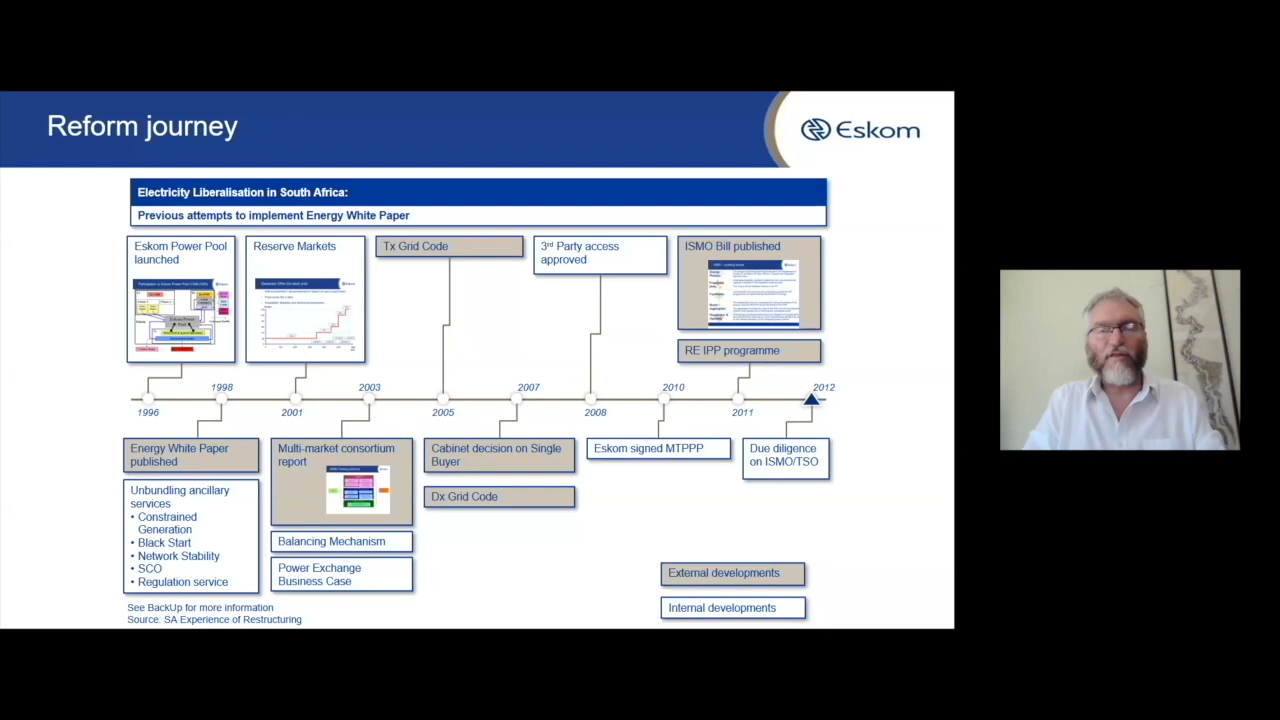 Reform journey
Eskom
Electricity Liberalisation in South Africa:
Previous attempts to implement Energy White Paper
Eskom Power Pool
launched
Reserve Markets
Tx Grid Code
3rd Party access
approved
ISMO Bill published
RE IPP programme
1998
2003
2007
2010
2012
1996
2001
2005
2008
2011
Energy White Paper
published
Unbundling ancillary
services
• Constrained
Generation
• Black Start
• Network Stability
• SCO
• Regulation service
Multi-market consortium
report
Balancing Mechanism
Power Exchange
Business Case
Cabinet decision on Single
Buyer
Dx Grid Code
Eskom signed MTPPP
Due diligence
on ISMO/TSO
External developments
Internal developments
See BackUp for more information
Source: SA Experience of Restructuring